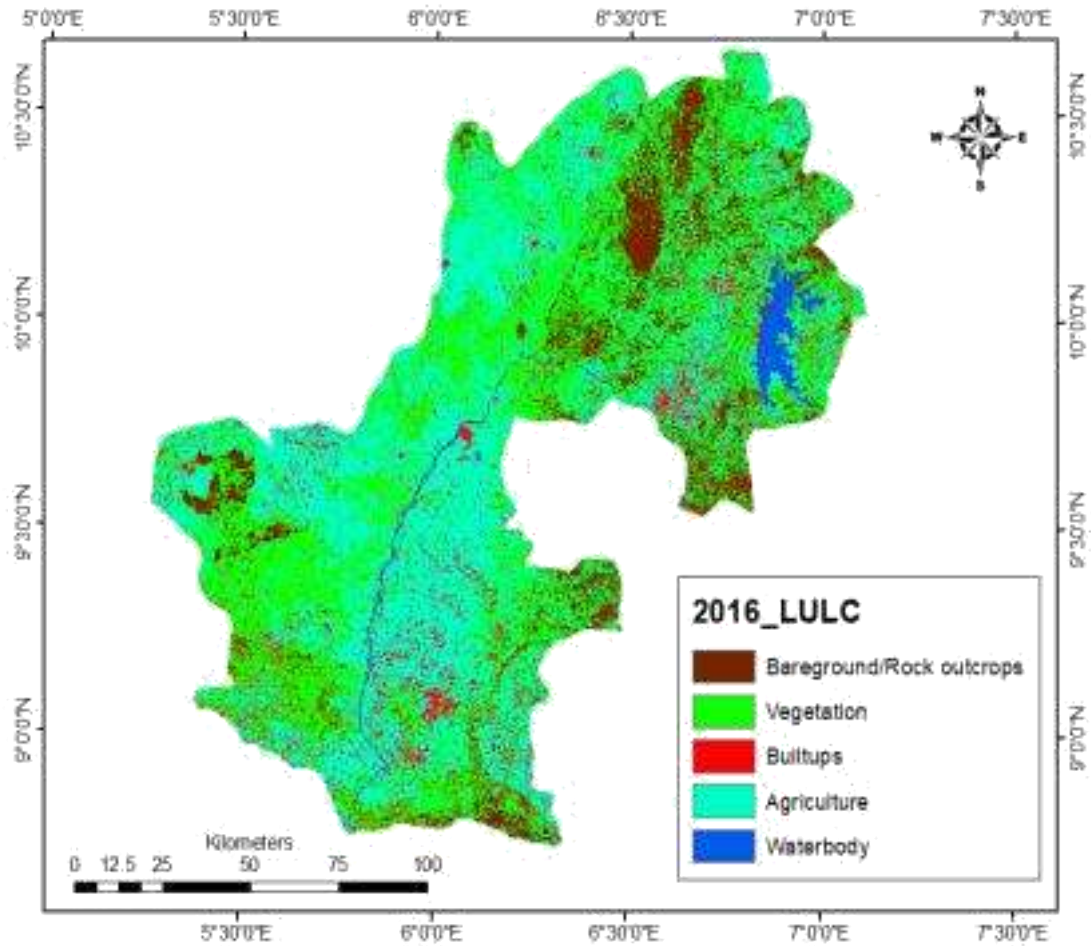 5°0'0"E 5°30'0"E 6°0'0"E 6°30'0"E 7°0'0"E 7°30'0"E
10°30'0"N
10°0'0"N
9°30'0"N
9°0'0"N
N
W E
S
10°30'0"N
10°0'0"N
9°30'0"N
9°0'0"N
2016_LULC
Bareground/Rock outcrops
Vegetation
Builtups
Agriculture
Waterbody
Kilometers
0 12.5 25 50 75 100
5°30'0"E 6°0'0"E 6°30'0"E 7°0'0"E 7°30'0"E